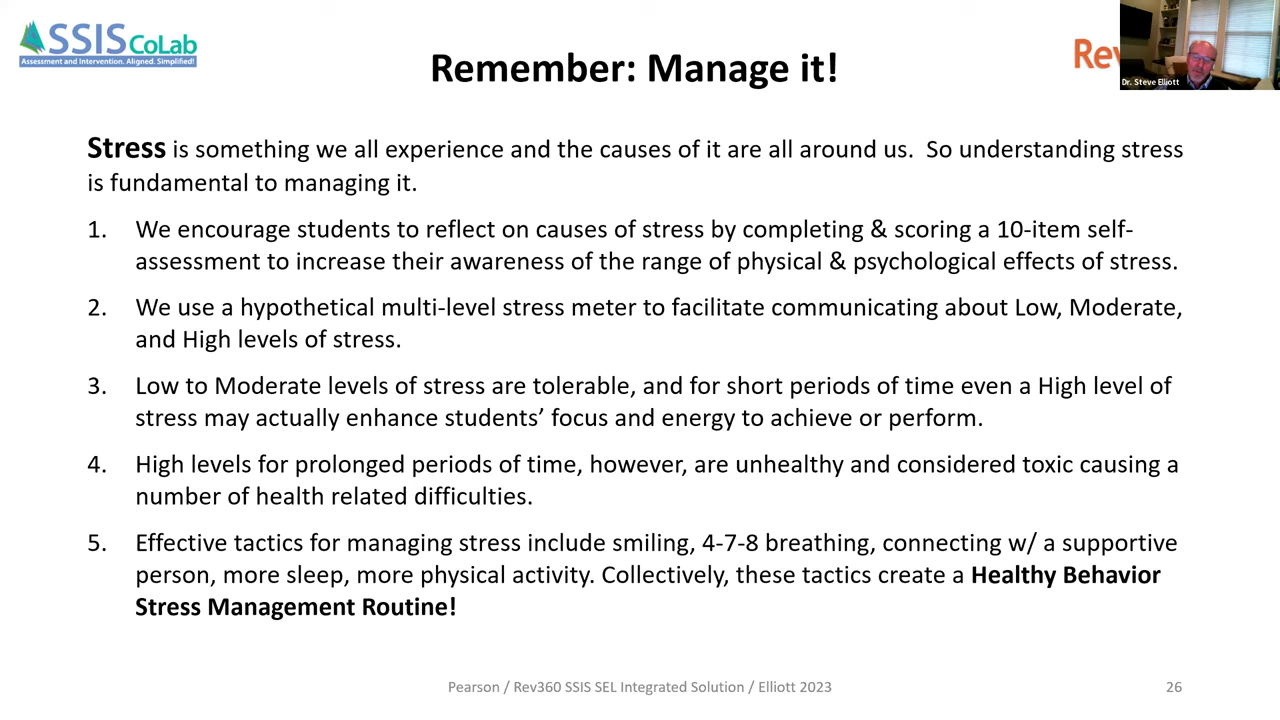 SSIS CoLab
Assessment and Intervention. Aligned. Simplified!
Remember: Manage it!
Dr. Steve Elliott
Stress is something we all experience and the causes of it are all around us. So understanding stress
is fundamental to managing it.
1. We encourage students to reflect on causes of stress by completing & scoring a 10-item self-
assessment to increase their awareness of the range of physical & psychological effects of stress.
2. We use a hypothetical multi-level stress meter to facilitate communicating about Low, Moderate,
and High levels of stress.
3. Low to Moderate levels of stress are tolerable, and for short periods of time even a High level of
stress may actually enhance students’ focus and energy to achieve or perform.
4. High levels for prolonged periods of time, however, are unhealthy and considered toxic causing a
number of health related difficulties.
5. Effective tactics for managing stress include smiling, 4-7-8 breathing, connecting w/ a supportive
person, more sleep, more physical activity. Collectively, these tactics create a Healthy Behavior
Stress Management Routine!
Pearson / Rev360 SSIS SEL Integrated Solution / Elliott 2023
26